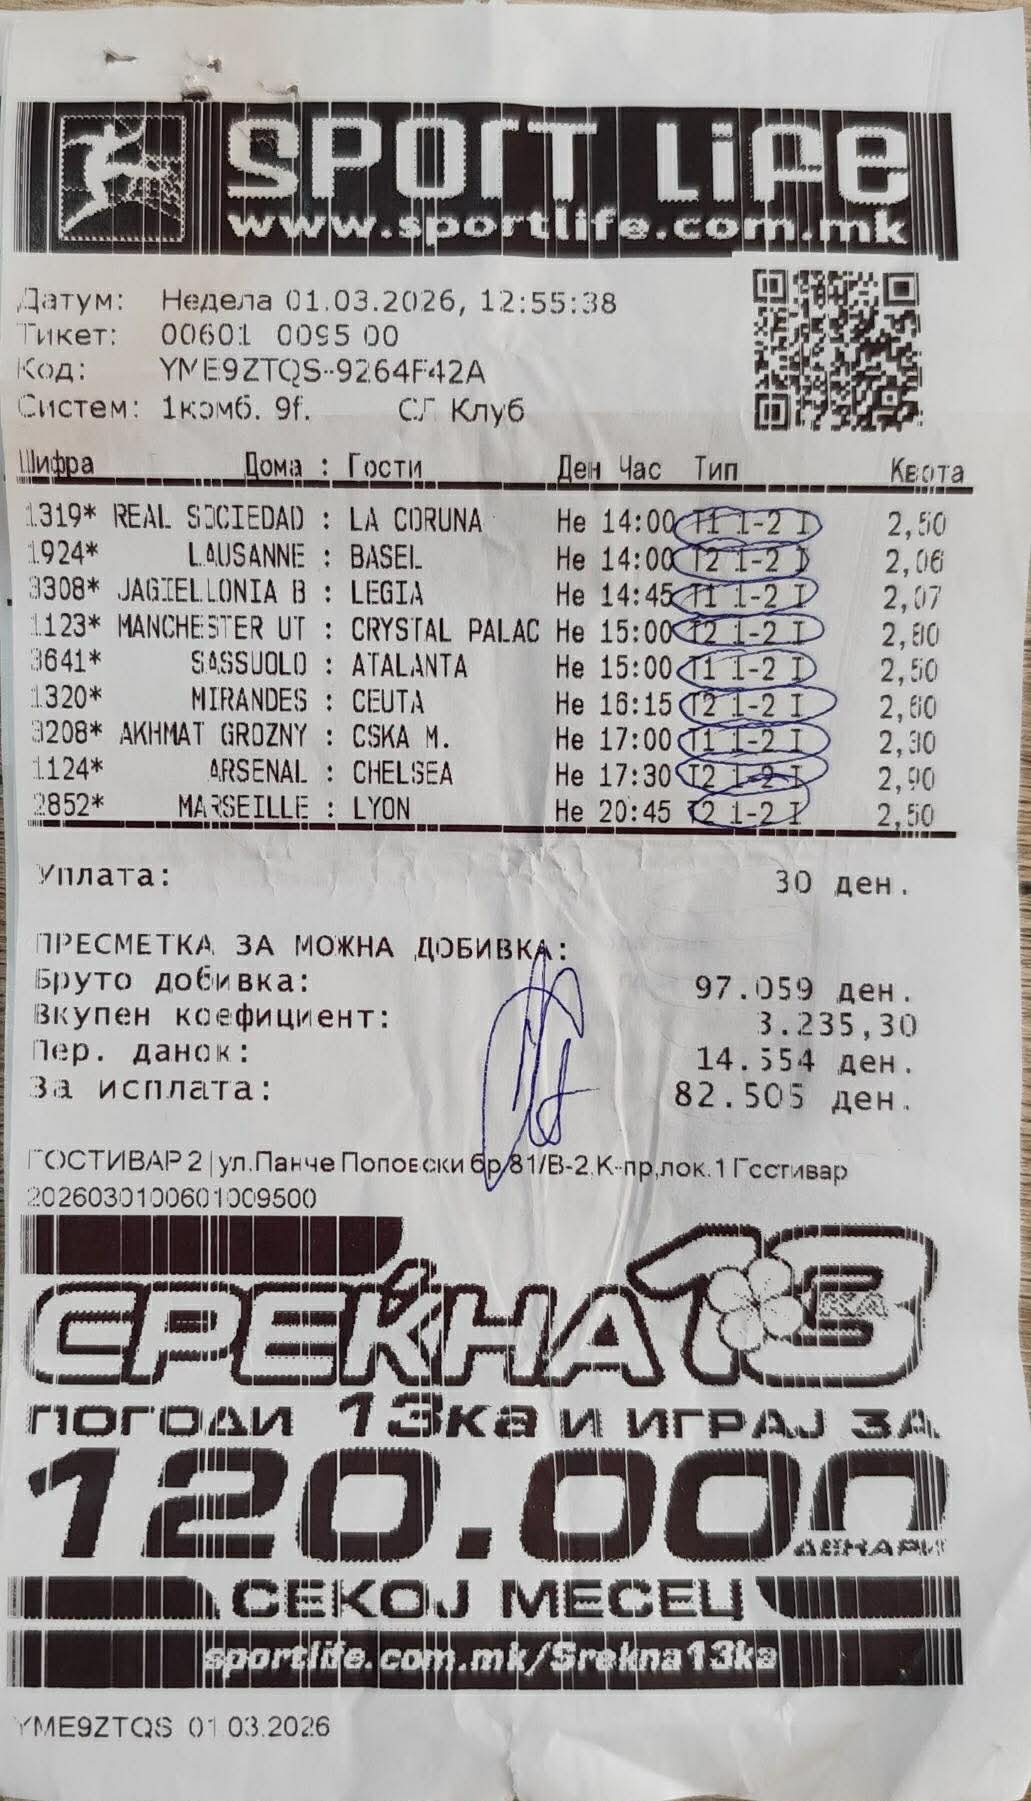 SPORT LIFE
www.sportlife.com.mk
Датум: Недела 01.03.2026, 12:55:38
Тикет: 00601 0095 00
Код: YME9ZTQS-9264F42A
Систем: 1комб. 9f. СЛ Клуб
Шифра Дома : Гости Ден Час Тип Квота
1319* REAL SOCIEDAD : LA CORUNA Не 14:00 T1 1-2 I 2,50
1924* LAUSANNE : BASEL Не 14:00 T2 1-2 I 2,06
3308* JAGIELLONIA B : LEGIA Не 14:45 T1 1-2 I 2,07
1123* MANCHESTER UT : CRYSTAL PALAC Не 15:00 T2 1-2 I 2,80
3641* SASSUOLO : ATALANTA Не 15:00 T1 1-2 I 2,50
1320* MIRANDES : CEUTA Не 16:15 T2 1-2 I 2,60
3208* AKHMAT GROZNY : CSKA M. Не 17:00 T1 1-2 I 2,30
1124* ARSENAL : CHELSEA Не 17:30 T2 1-2 I 2,90
2852* MARSEILLE : LYON Не 20:45 T2 1-2 I 2,50
Уплата: 30 ден.
ПРЕСМЕТКА ЗА МОЖНА ДОБИВКА:
Бруто добивка: 97.059 ден.
Вкупен коефициент: 3.235,30
Пер. данок: 14.554 ден.
За исплата: 82.505 ден.
ГОСТИВАР 2 | ул.Панче Поповски бр,81/В-2,К-пр,лок.1 Гостивар
2026030100601009500
СРЕЌНА 13КА
ПОГОДИ 13ка И ИГРАЈ ЗА
120.000 ДЕНАРИ
СЕКОЈ МЕСЕЦ
sportlife.com.mk/Srekna13ka
YME9ZTQS 01 03.2026